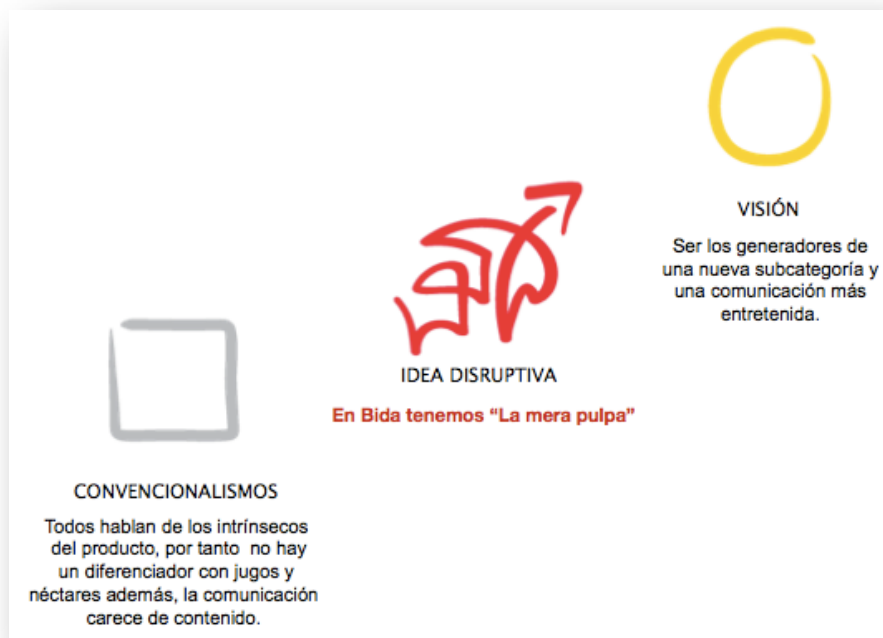 VISIÓN
Ser los generadores de
una nueva subcategoría y
una comunicación más
entretenida.
IDEA DISRUPTIVA
En Bida tenemos “La mera pulpa”
CONVENCIONALISMOS
Todos hablan de los intrínsecos
del producto, por tanto no hay
un diferenciador con jugos y
néctares además, la comunicación
carece de contenido.